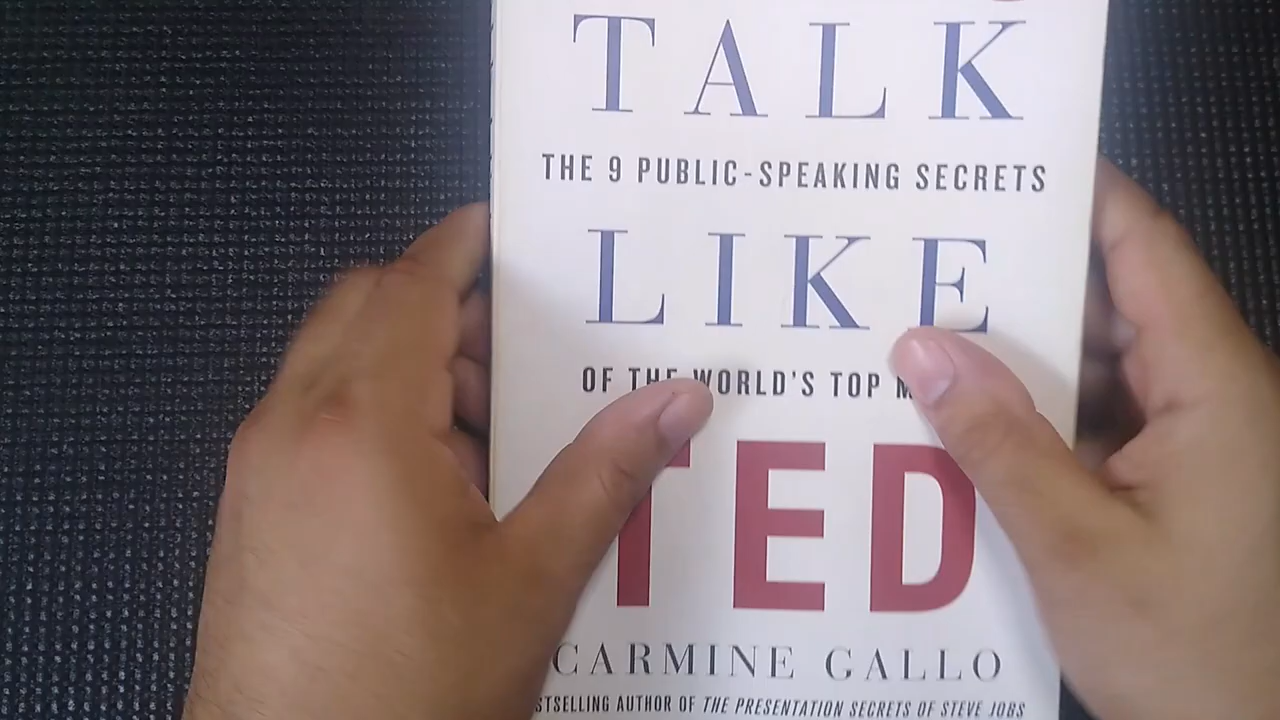 TALK
THE 9 PUBLIC-SPEAKING SECRETS
LIKE
OF THE WORLD'S TOP
TED
CARMINE GALLO
AUTHOR OF THE PRESENTATION SECRETS OF STEVE JOBS